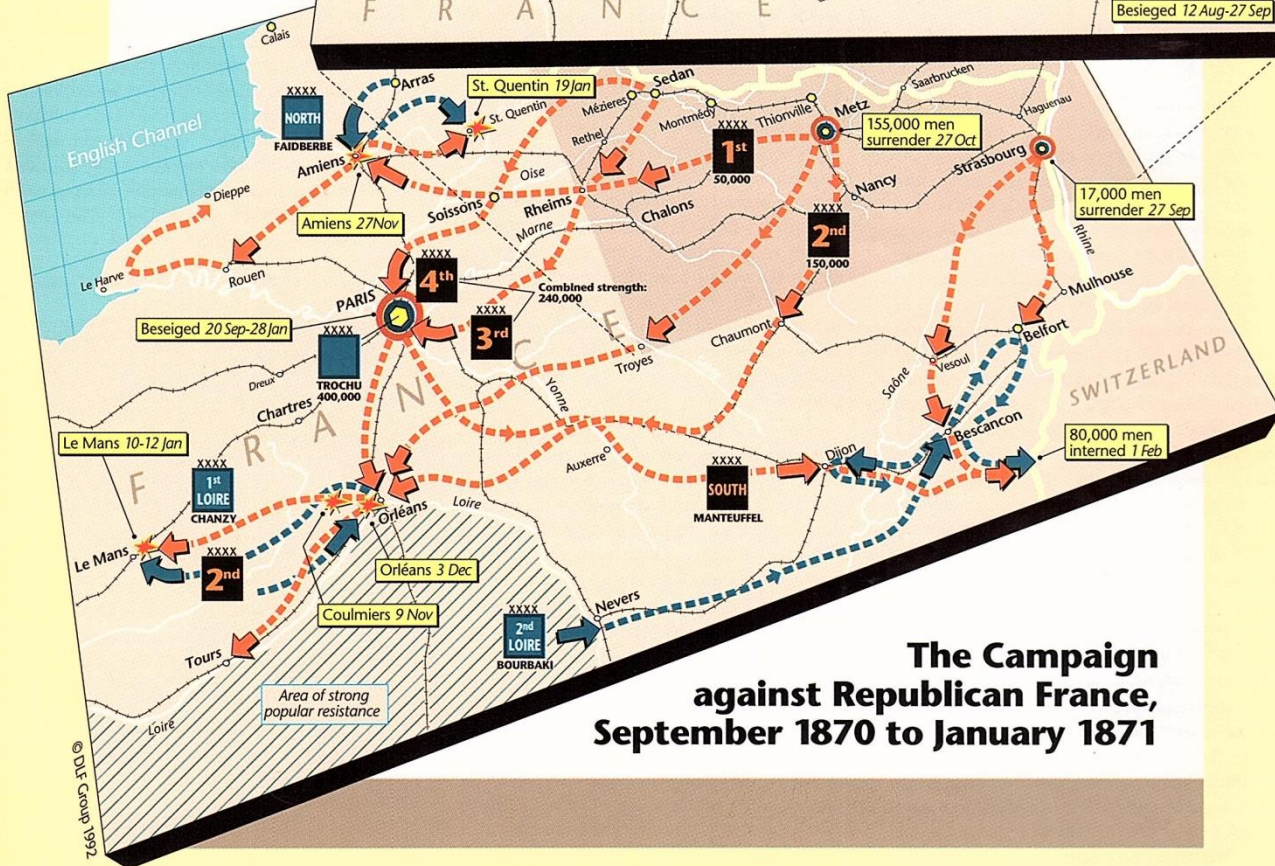 F R A N C E
Besieged 12 Aug-27 Sep
Calais
English Channel
Arras
XXXX
NORTH
FAIDBERBE
St. Quentin 19 Jan
St. Quentin
Sedan
Mézieres
Montmédy
Thionville
Metz
Saarbrucken
Haguenau
155,000 men
surrender 27 Oct
Strasbourg
17,000 men
surrender 27 Sep
Rethel
XXXX
1st
50,000
Amiens
Amiens 27Nov
Oise
Soissons
Rheims
Marne
Chalons
Nancy
Rhine
Dieppe
Le Harve
Rouen
XXXX
2nd
150,000
XXXX
4th
Combined strength:
240,000
XXXX
3rd
PARIS
Beseiged 20 Sep-28 Jan
XXXX
TROCHU
400,000
Mulhouse
Chaumont
Troyes
Belfort
Vesoul
Saône
SWITZERLAND
Dreux
Chartres
F R A N C E
Yonne
Bescancon
80,000 men
interned 1 Feb
Le Mans 10-12 Jan
XXXX
1st
LOIRE
CHANZY
Auxerre
Dijon
XXXX
SOUTH
MANTEUFFEL
Loire
Orléans
Le Mans
XXXX
2nd
Orléans 3 Dec
Coulmiers 9 Nov
Nevers
XXXX
2nd
LOIRE
BOURBAKI
Tours
Area of strong
popular resistance
Loire
The Campaign
against Republican France,
September 1870 to January 1871
© DLF Group 1992